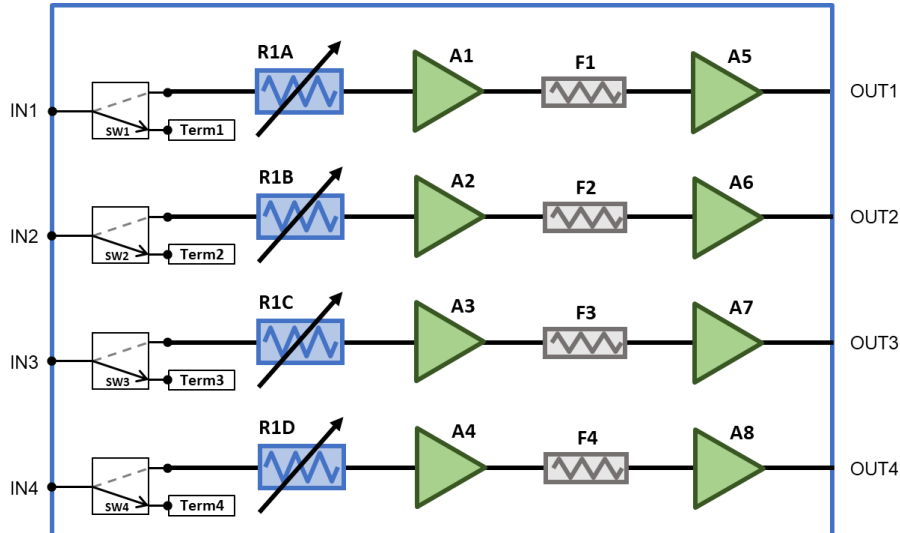 R1A A1 F1 A5
IN1 OUT1
SW1 Term1
R1B A2 F2 A6
IN2 OUT2
SW2 Term2
R1C A3 F3 A7
IN3 OUT3
SW3 Term3
R1D A4 F4 A8
IN4 OUT4
SW4 Term4